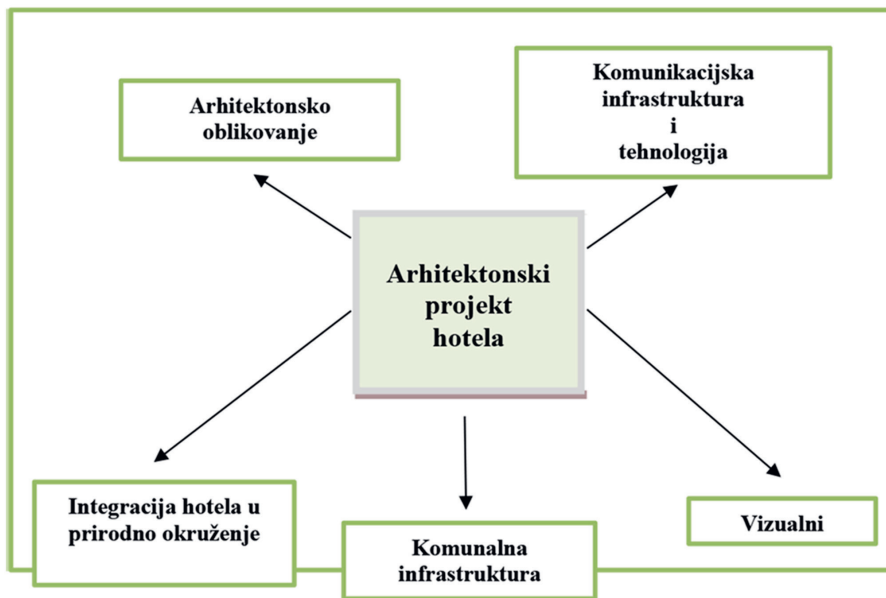 Arhitektonsko
oblikovanje
Komunikacijska
infrastruktura
i
tehnologija
Arhitektonski
projekt
hotela
Integracija hotela u
prirodno okruženje
Komunalna
infrastruktura
Vizualni